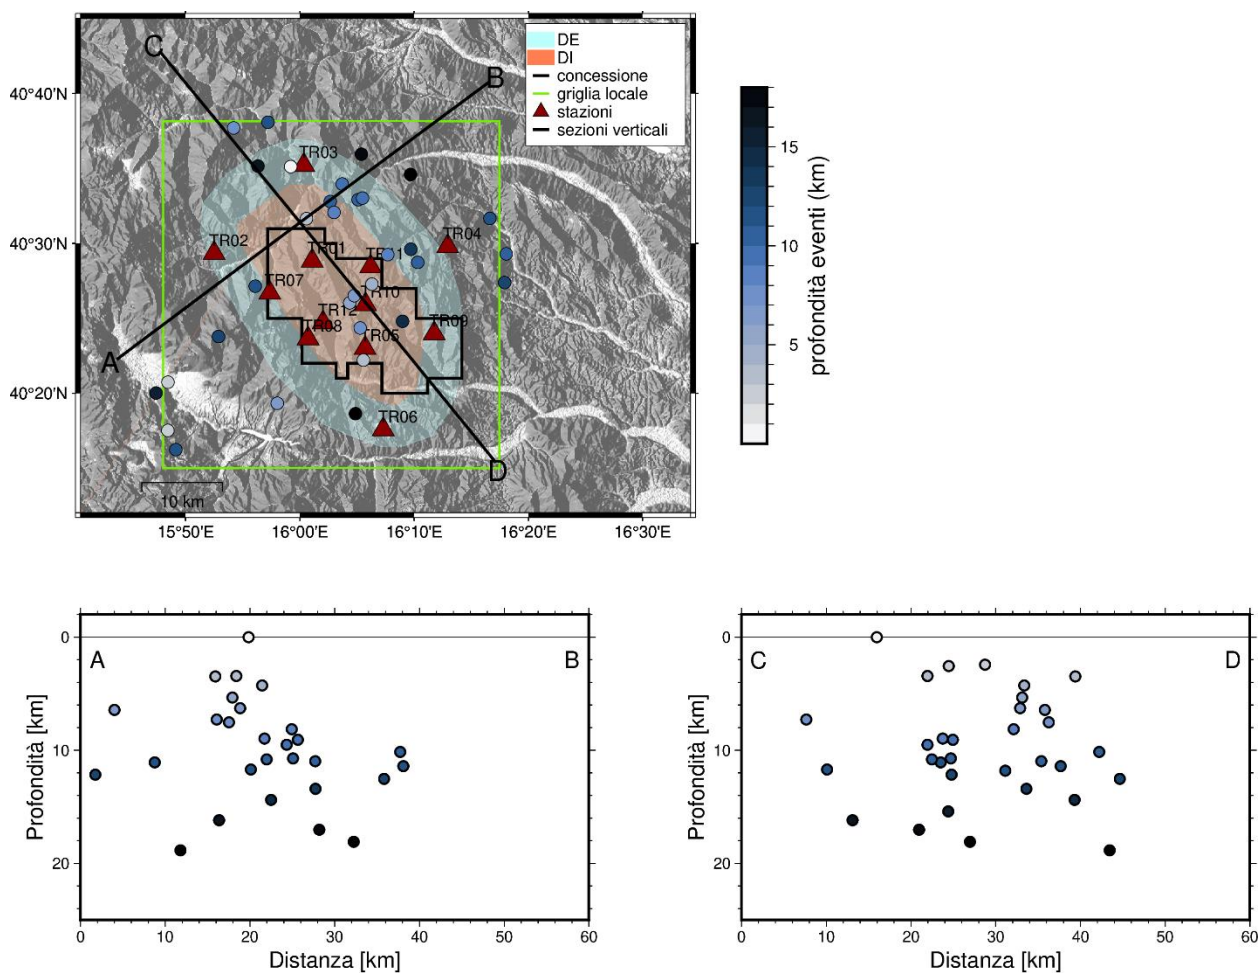 DE
DI
concessione
griglia locale
stazioni
sezioni verticali
C
B
A
D
TR03
TR02
TR04
TR01
TR11
TR07
TR10
TR12
TR08
TR05
TR09
TR06
10 km
40°40'N
40°30'N
40°20'N
15°50'E
16°00'E
16°10'E
16°20'E
16°30'E
15
10
5
profondità eventi (km)
A
B
0
10
20
Profondità [km]
0
10
20
30
40
50
60
Distanza [km]
C
D
0
10
20
Profondità [km]
0
10
20
30
40
50
60
Distanza [km]